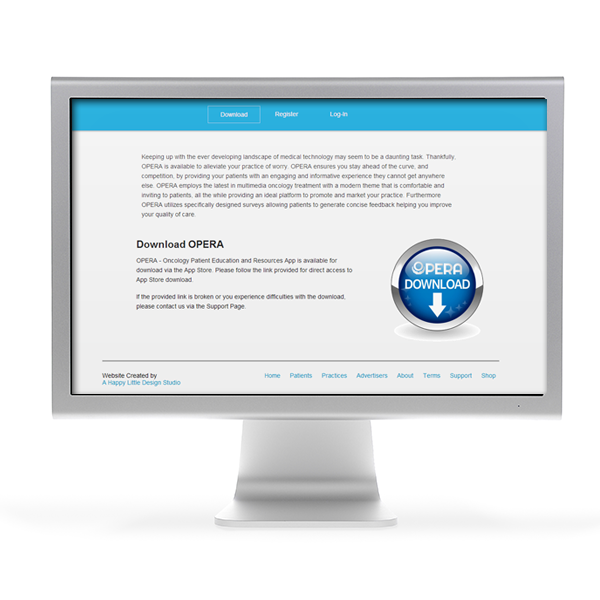 Download Register Log-in
Keeping up with the ever developing landscape of medical technology may seem to be a daunting task. Thankfully,
OPERA is available to alleviate your practice of worry. OPERA ensures you stay ahead of the curve, and
competition, by providing your patients with an engaging and informative experience they cannot get anywhere
else. OPERA employs the latest in multimedia oncology treatment with a modern theme that is comfortable and
inviting to patients, all the while providing an ideal platform to promote and market your practice. Furthermore
OPERA utilizes specifically designed surveys allowing patients to generate concise feedback helping you improve
your quality of care.
Download OPERA
OPERA - Oncology Patient Education and Resources App is available for
download via the App Store. Please follow the link provided for direct access to
App Store download.
If the provided link is broken or you experience difficulties with the download,
please contact us via the Support Page.
OPERA
DOWNLOAD
Website Created by
A Happy Little Design Studio
Home Patients Practices Advertisers About Terms Support Shop